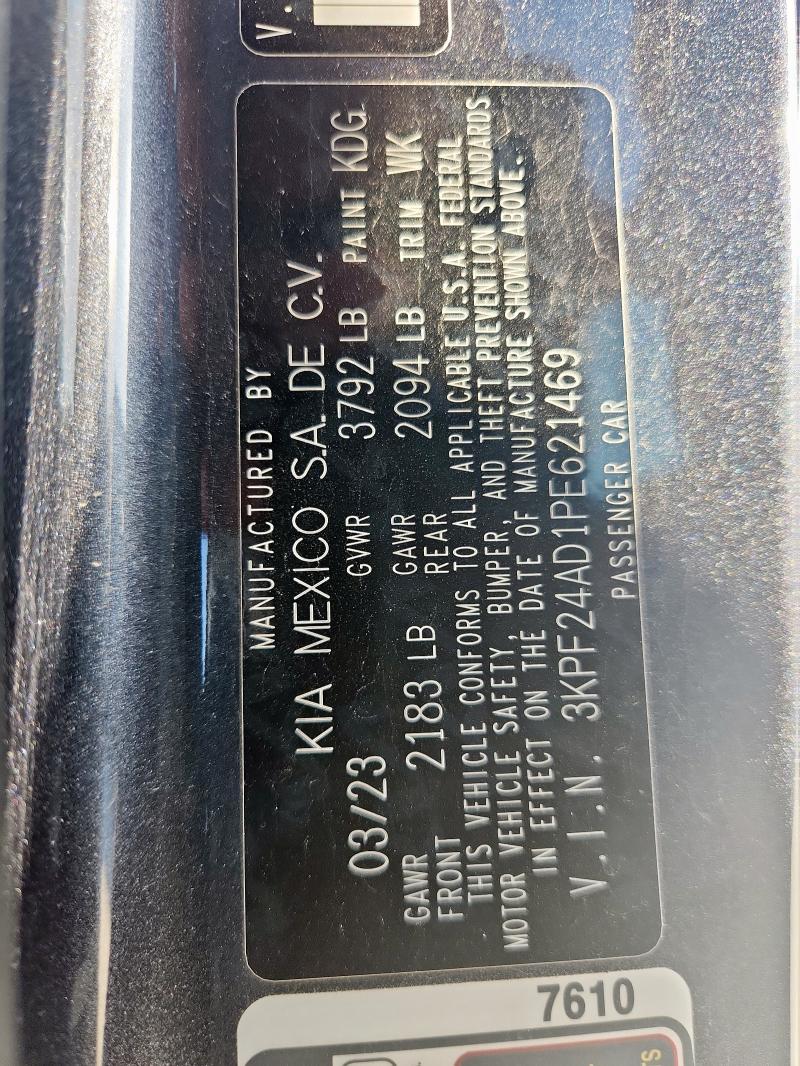 V.
MANUFACTURED BY
KIA MEXICO S.A. DE C.V.
03/23 GVWR 3792 LB PAINT KDG
GAWR FRONT 2183 LB GAWR REAR 2094 LB TRIM WK
THIS VEHICLE CONFORMS TO ALL APPLICABLE U.S.A. FEDERAL
MOTOR VEHICLE SAFETY, BUMPER, AND THEFT PREVENTION STANDARDS
IN EFFECT ON THE DATE OF MANUFACTURE SHOWN ABOVE.
V.I.N. 3KPF24AD1PE621469
PASSENGER CAR
7610